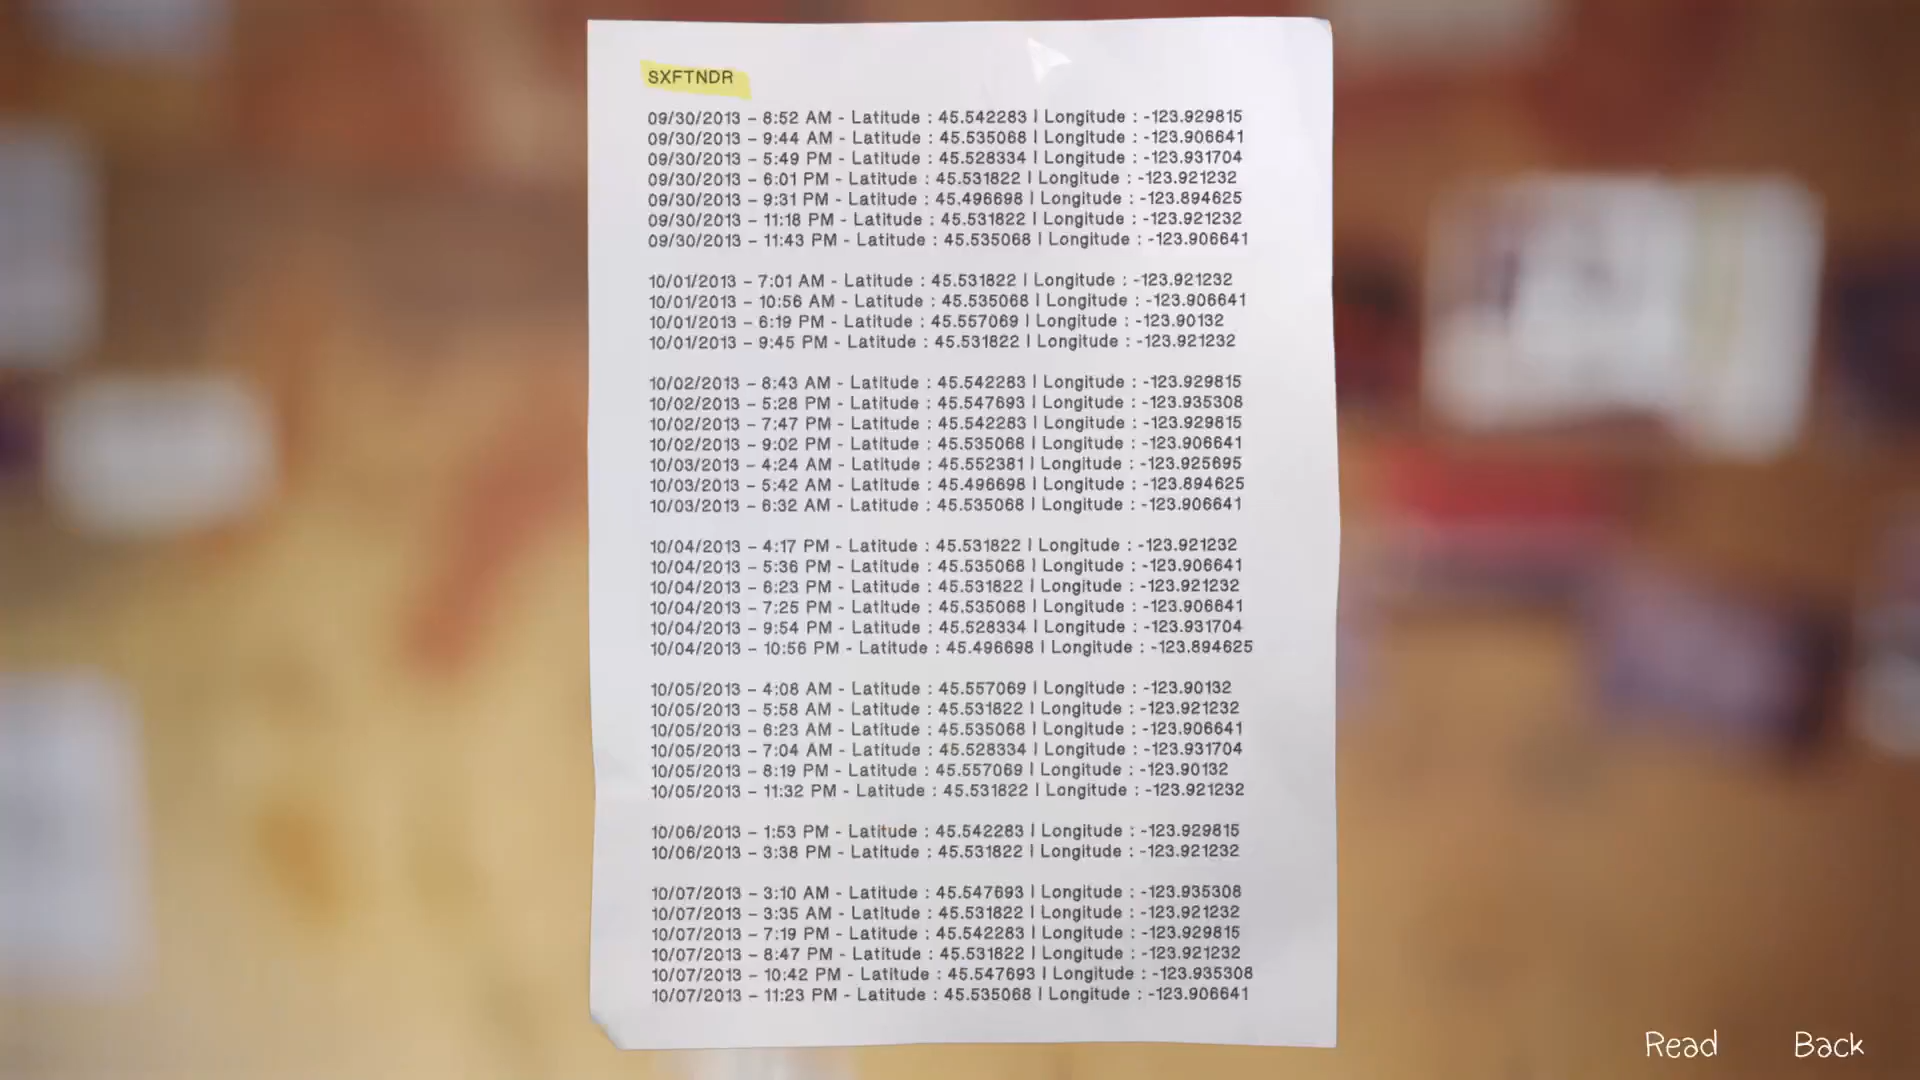 SXFTNDR
09/30/2013 – 8:52 AM - Latitude : 45.542283 | Longitude : -123.929815
09/30/2013 – 9:44 AM - Latitude : 45.535068 | Longitude : -123.906641
09/30/2013 – 5:49 PM - Latitude : 45.528334 | Longitude : -123.931704
09/30/2013 – 6:01 PM - Latitude : 45.531822 | Longitude : -123.921232
09/30/2013 – 9:31 PM - Latitude : 45.496698 | Longitude : -123.894625
09/30/2013 – 11:18 PM - Latitude : 45.531822 | Longitude : -123.921232
09/30/2013 – 11:43 PM - Latitude : 45.535068 | Longitude : -123.906641
10/01/2013 – 7:01 AM - Latitude : 45.531822 | Longitude : -123.921232
10/01/2013 – 10:56 AM - Latitude : 45.535068 | Longitude : -123.906641
10/01/2013 – 6:19 PM - Latitude : 45.557069 | Longitude : -123.90132
10/01/2013 – 9:45 PM - Latitude : 45.531822 | Longitude : -123.921232
10/02/2013 – 8:43 AM - Latitude : 45.542283 | Longitude : -123.929815
10/02/2013 – 5:28 PM - Latitude : 45.547693 | Longitude : -123.935308
10/02/2013 – 7:47 PM - Latitude : 45.542283 | Longitude : -123.929815
10/02/2013 – 9:02 PM - Latitude : 45.535068 | Longitude : -123.906641
10/03/2013 – 4:24 AM - Latitude : 45.552381 | Longitude : -123.925695
10/03/2013 – 5:42 AM - Latitude : 45.496698 | Longitude : -123.894625
10/03/2013 – 6:32 AM - Latitude : 45.535068 | Longitude : -123.906641
10/04/2013 – 4:17 PM - Latitude : 45.531822 | Longitude : -123.921232
10/04/2013 – 5:36 PM - Latitude : 45.535068 | Longitude : -123.906641
10/04/2013 – 6:23 PM - Latitude : 45.531822 | Longitude : -123.921232
10/04/2013 – 7:25 PM - Latitude : 45.535068 | Longitude : -123.906641
10/04/2013 – 9:54 PM - Latitude : 45.528334 | Longitude : -123.931704
10/04/2013 – 10:56 PM - Latitude : 45.496698 | Longitude : -123.894625
10/05/2013 – 4:08 AM - Latitude : 45.557069 | Longitude : -123.90132
10/05/2013 – 5:58 AM - Latitude : 45.531822 | Longitude : -123.921232
10/05/2013 – 6:23 AM - Latitude : 45.535068 | Longitude : -123.906641
10/05/2013 – 7:04 AM - Latitude : 45.528334 | Longitude : -123.931704
10/05/2013 – 8:19 PM - Latitude : 45.557069 | Longitude : -123.90132
10/05/2013 – 11:32 PM - Latitude : 45.531822 | Longitude : -123.921232
10/06/2013 – 1:53 PM - Latitude : 45.542283 | Longitude : -123.929815
10/06/2013 – 3:38 PM - Latitude : 45.531822 | Longitude : -123.921232
10/07/2013 – 3:10 AM - Latitude : 45.547693 | Longitude : -123.935308
10/07/2013 – 3:35 AM - Latitude : 45.531822 | Longitude : -123.921232
10/07/2013 – 7:19 PM - Latitude : 45.542283 | Longitude : -123.929815
10/07/2013 – 8:47 PM - Latitude : 45.531822 | Longitude : -123.921232
10/07/2013 – 10:42 PM - Latitude : 45.547693 | Longitude : -123.935308
10/07/2013 – 11:23 PM - Latitude : 45.535068 | Longitude : -123.906641
Read Back